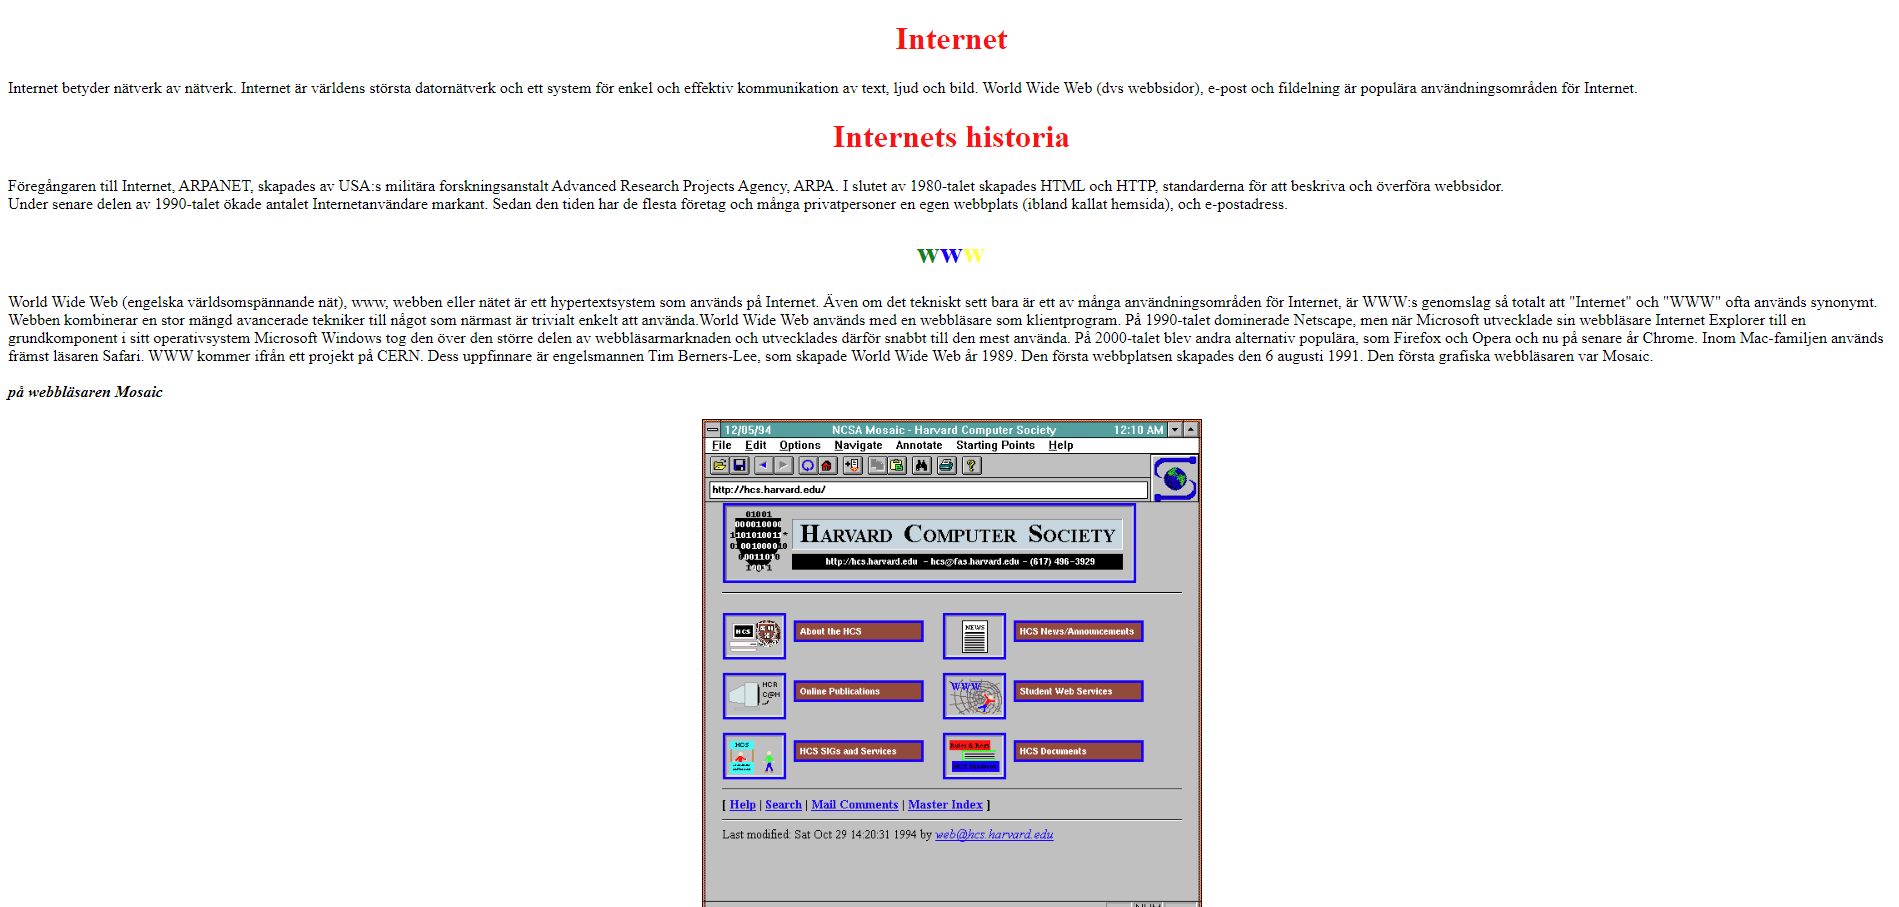 Internet
Internet betyder nätverk av nätverk. Internet är världens största datornätverk och ett system för enkel och effektiv kommunikation av text, ljud och bild. World Wide Web (dvs webbsidor), e-post och fildelning är populära användningsområden för Internet.
Internets historia
Föregångaren till Internet, ARPANET, skapades av USA:s militära forskningsanstalt Advanced Research Projects Agency, ARPA. I slutet av 1980-talet skapades HTML och HTTP, standarderna för att beskriva och överföra webbsidor.
Under senare delen av 1990-talet ökade antalet Internetanvändare markant. Sedan den tiden har de flesta företag och många privatpersoner en egen webbplats (ibland kallat hemsida), och e-postadress.
www
World Wide Web (engelska världsomspännande nät), www, webben eller nätet är ett hypertextsystem som används på Internet. Även om det tekniskt sett bara är ett av många användningsområden för Internet, är WWW:s genomslag så totalt att "Internet" och "WWW" ofta används synonymt.
Webben kombinerar en stor mängd avancerade tekniker till något som närmast är trivialt enkelt att använda.World Wide Web används med en webbläsare som klientprogram. På 1990-talet dominerade Netscape, men när Microsoft utvecklade sin webbläsare Internet Explorer till en
grundkomponent i sitt operativsystem Microsoft Windows tog den över den större delen av webbläsarmarknaden och utvecklades därför snabbt till den mest använda. På 2000-talet blev andra alternativ populära, som Firefox och Opera och nu på senare år Chrome. Inom Mac-familjen används
främst läsaren Safari. WWW kommer ifrån ett projekt på CERN. Dess uppfinnare är engelsmannen Tim Berners-Lee, som skapade World Wide Web år 1989. Den första webbplatsen skapades den 6 augusti 1991. Den första grafiska webbläsaren var Mosaic.
på webbläsaren Mosaic
12/05/94 NCSA Mosaic - Harvard Computer Society 12:10 AM
File Edit Options Navigate Annotate Starting Points Help
http://hcs.harvard.edu/
01001
000010000
HARVARD COMPUTER SOCIETY
http://hcs.harvard.edu - hcs@fas.harvard.edu - (617) 496-3929
HCS About the HCS NEWS HCS News/Announcements
HCR Online Publications WWW Student Web Services
HCS HCS SIGs and Services Rules & Regs HCS Documents
[ Help | Search | Mail Comments | Master Index ]
Last modified: Sat Oct 29 14:20:31 1994 by web@hcs.harvard.edu